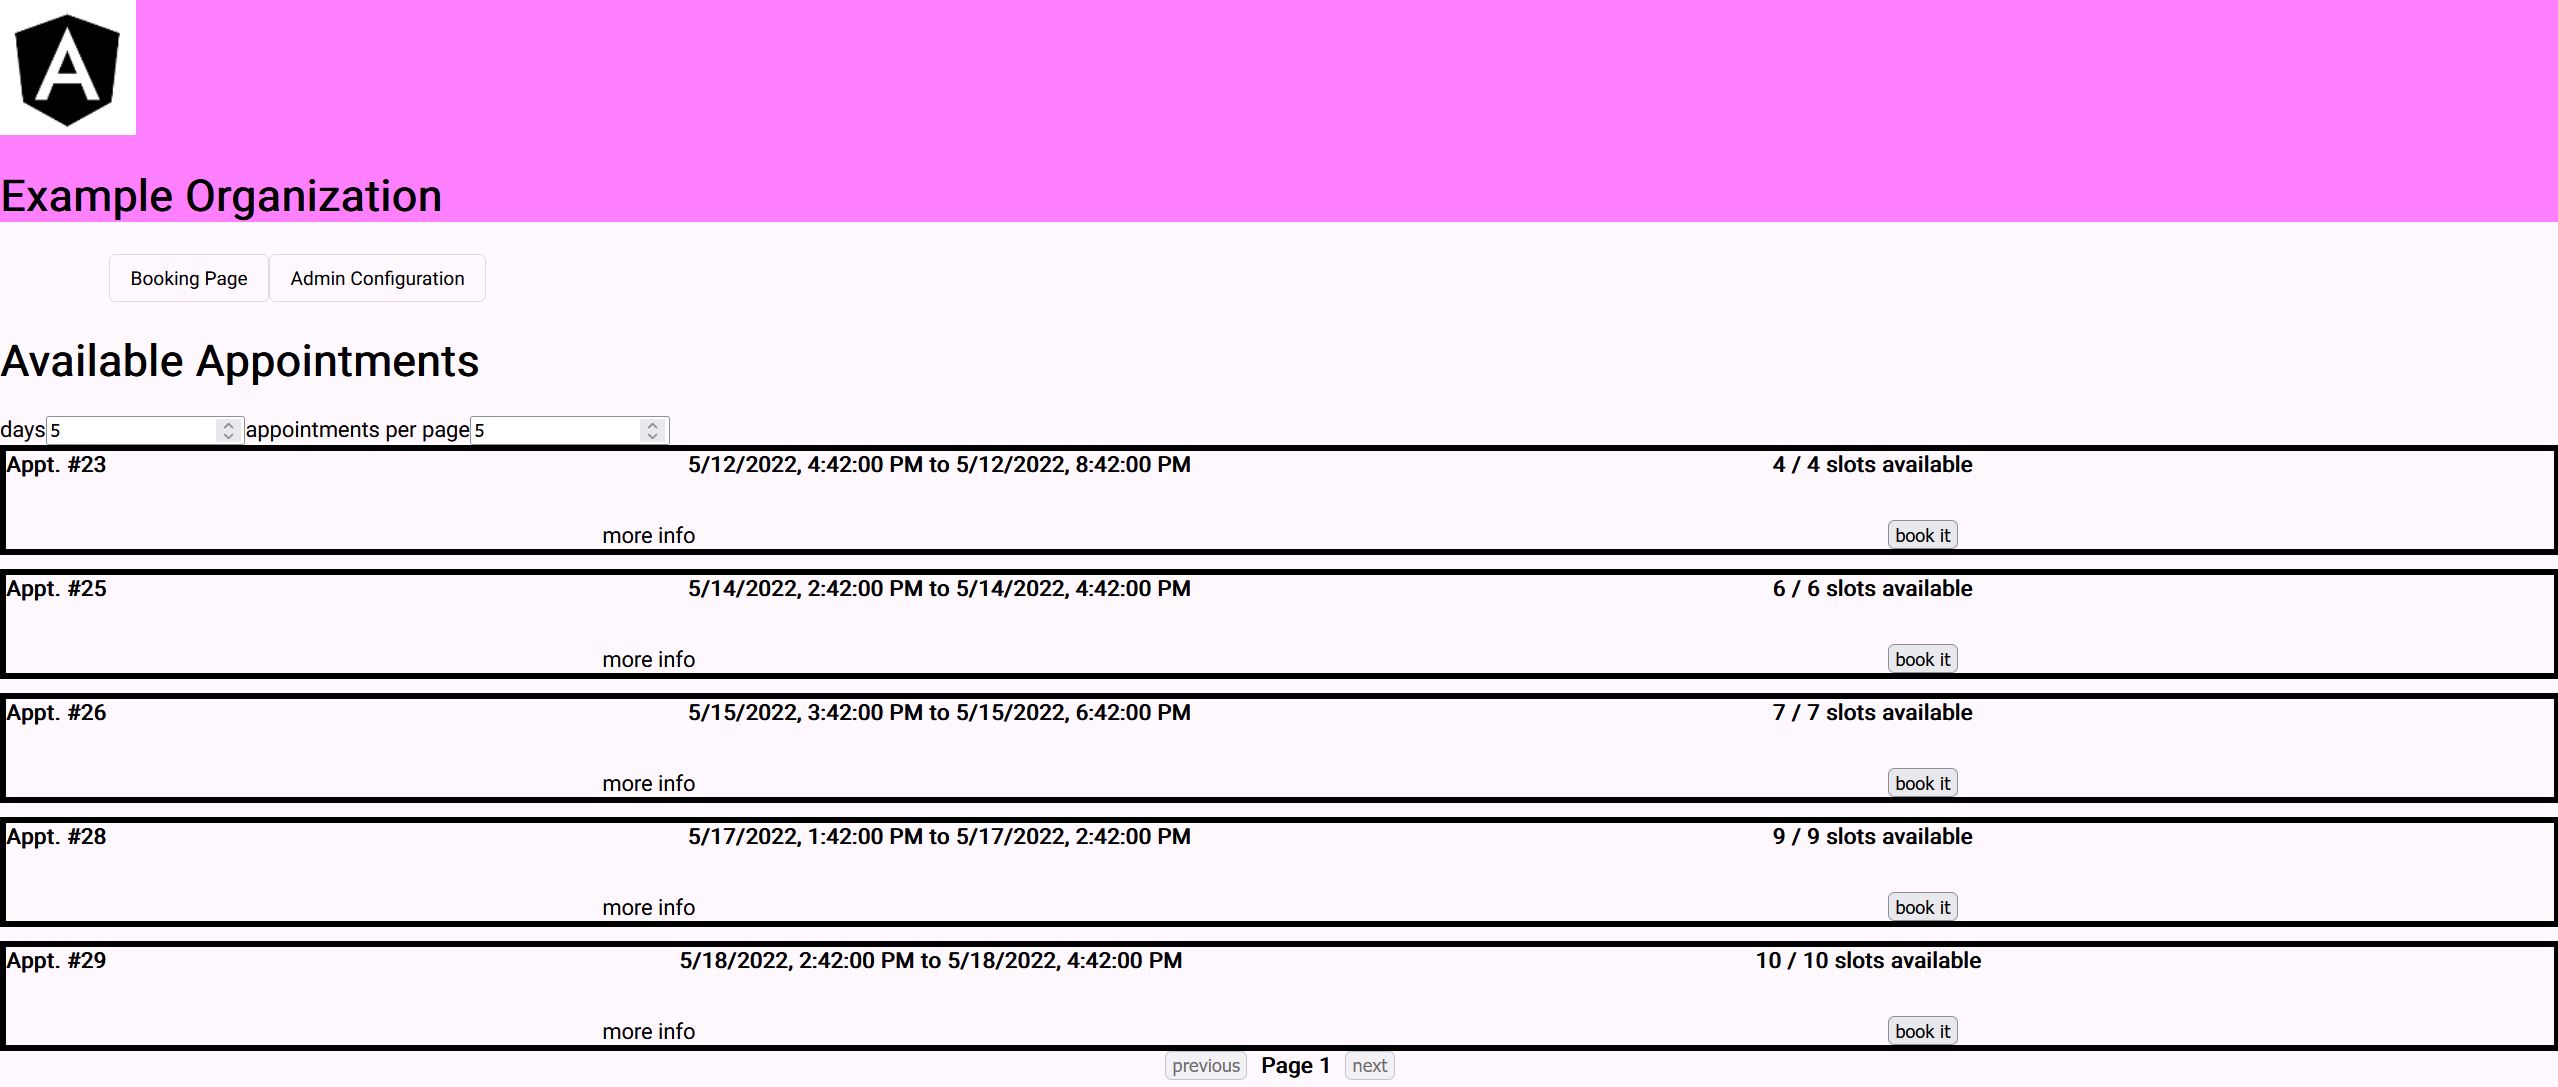 A
Example Organization
Booking Page Admin Configuration
Available Appointments
days 5 appointments per page 5
Appt. #23 5/12/2022, 4:42:00 PM to 5/12/2022, 8:42:00 PM 4 / 4 slots available
more info book it
Appt. #25 5/14/2022, 2:42:00 PM to 5/14/2022, 4:42:00 PM 6 / 6 slots available
more info book it
Appt. #26 5/15/2022, 3:42:00 PM to 5/15/2022, 6:42:00 PM 7 / 7 slots available
more info book it
Appt. #28 5/17/2022, 1:42:00 PM to 5/17/2022, 2:42:00 PM 9 / 9 slots available
more info book it
Appt. #29 5/18/2022, 2:42:00 PM to 5/18/2022, 4:42:00 PM 10 / 10 slots available
more info book it
previous Page 1 next